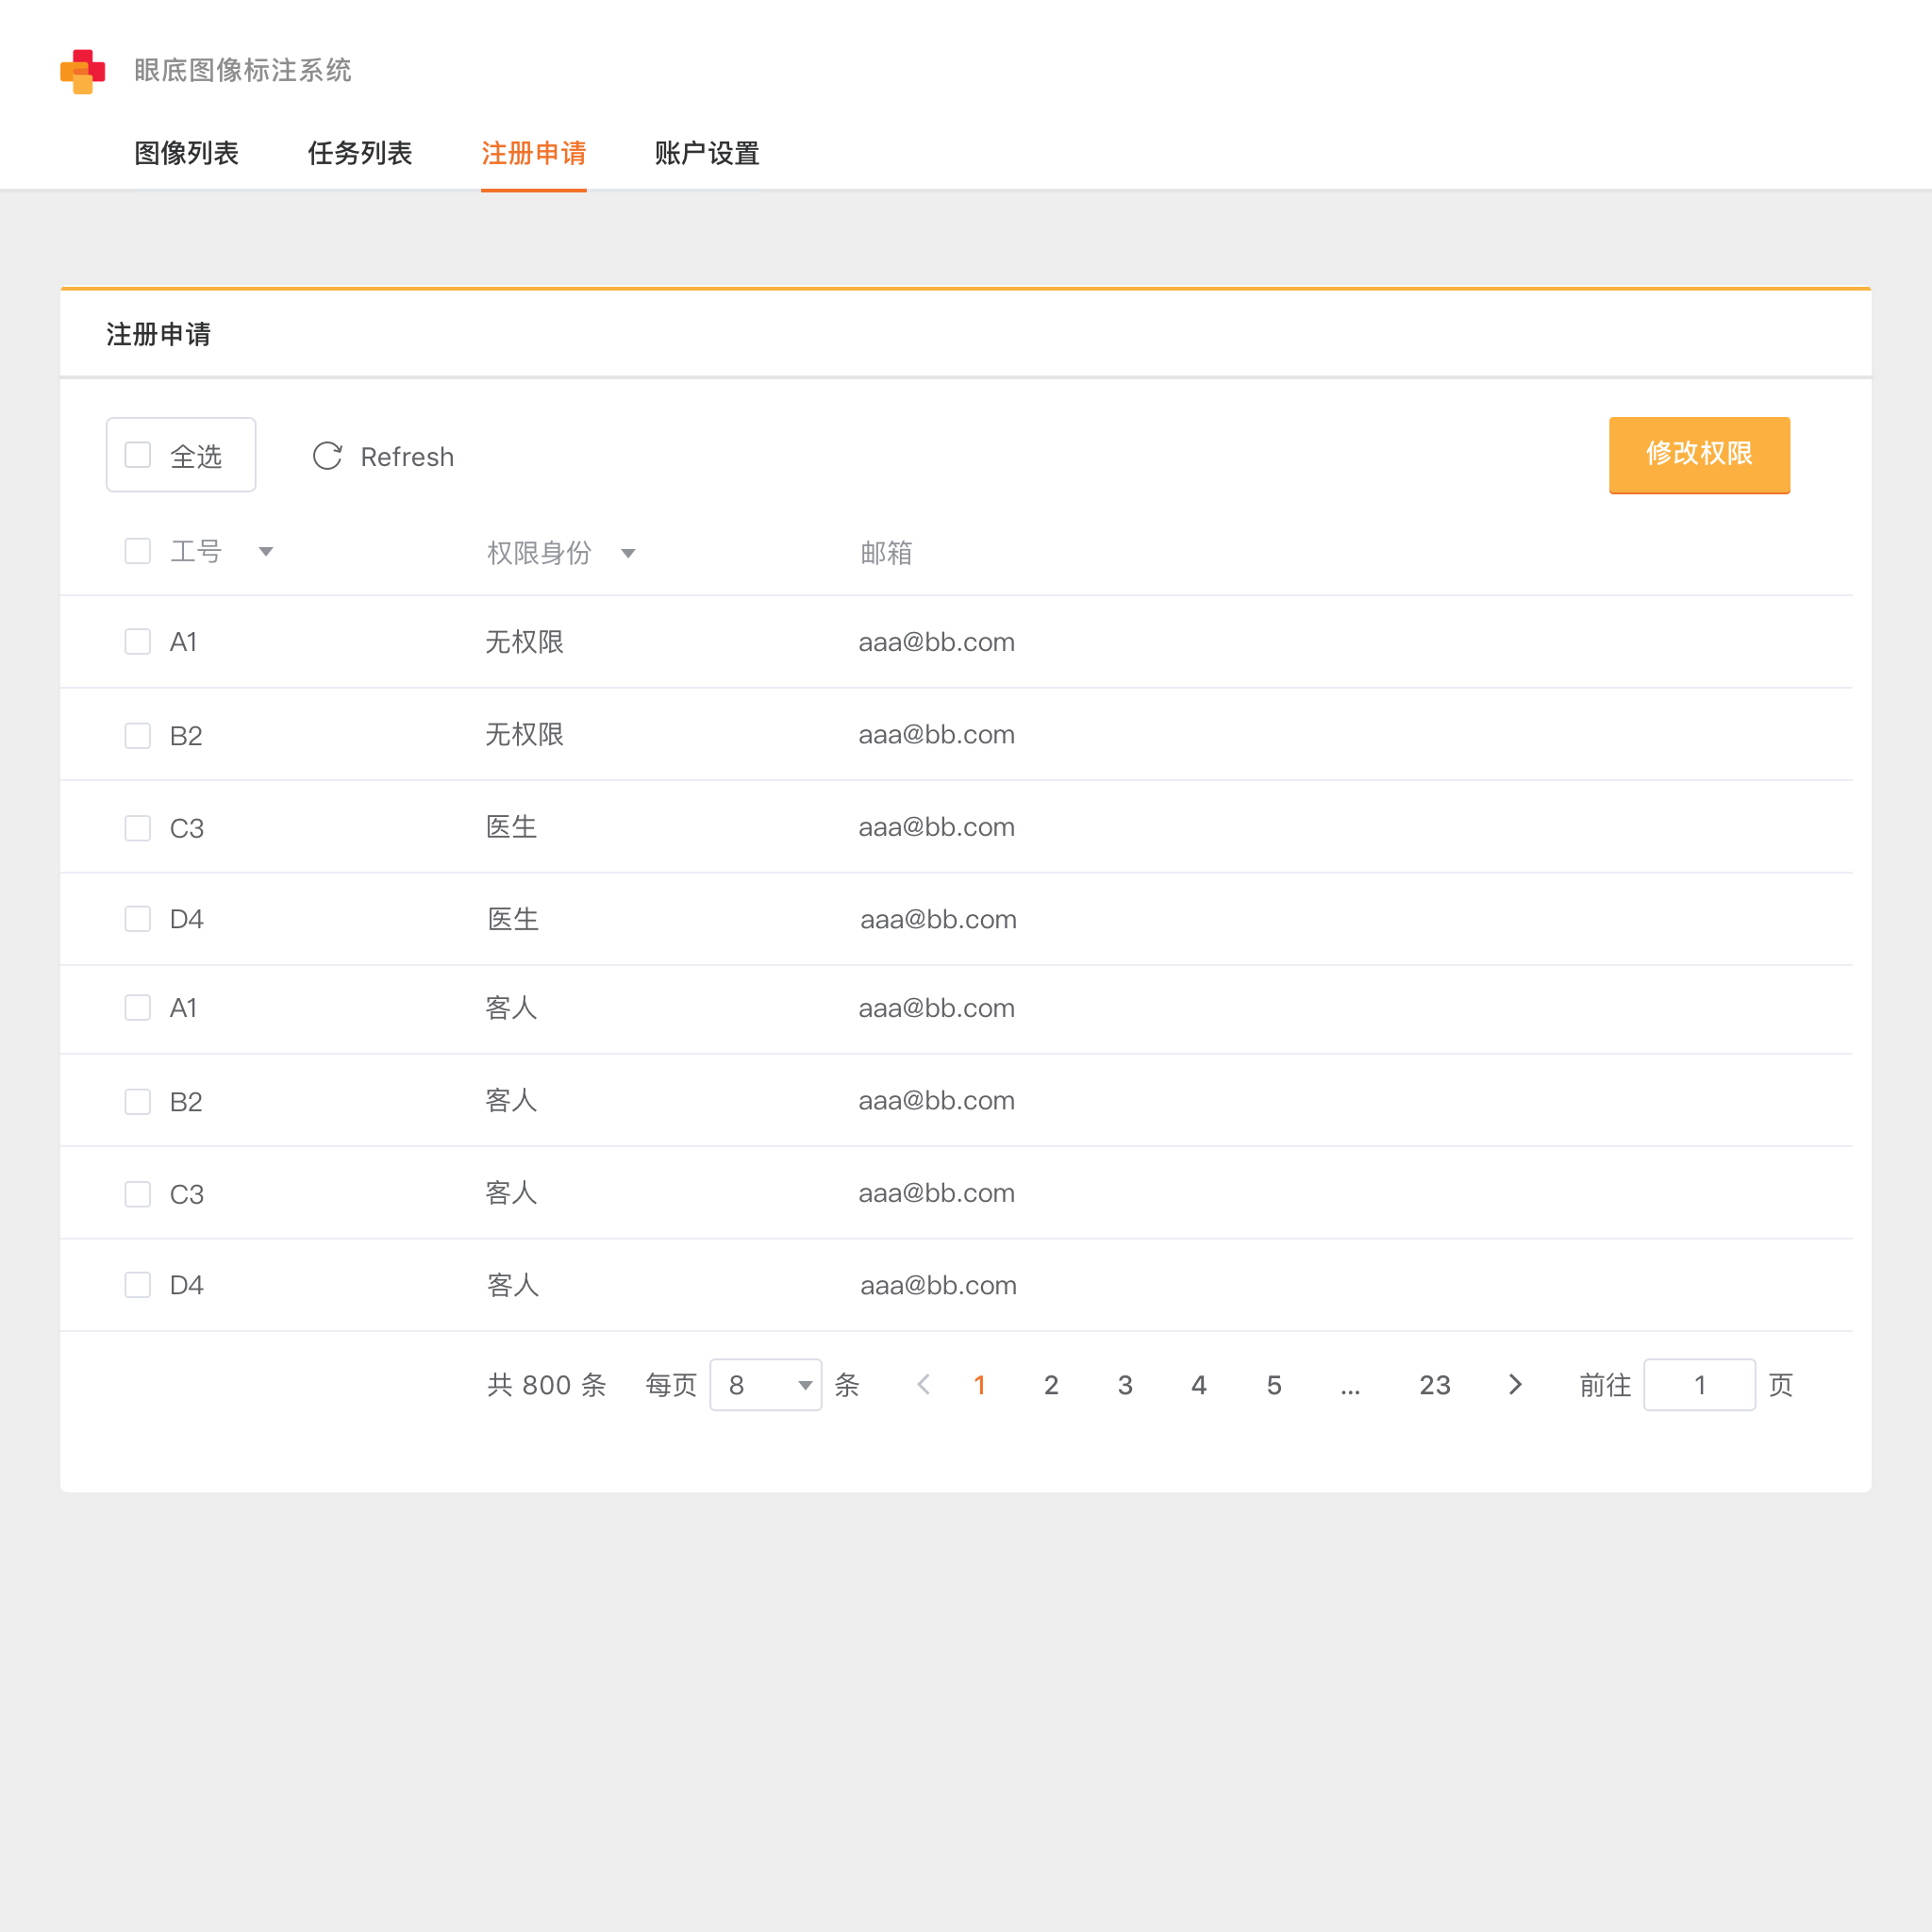 眼底图像标注系统
图像列表 任务列表 注册申请 账户设置
注册申请
全选 Refresh 修改权限
工号 权限身份 邮箱
A1 无权限 aaa@bb.com
B2 无权限 aaa@bb.com
C3 医生 aaa@bb.com
D4 医生 aaa@bb.com
A1 客人 aaa@bb.com
B2 客人 aaa@bb.com
C3 客人 aaa@bb.com
D4 客人 aaa@bb.com
共 800 条 每页 8 条 1 2 3 4 5 ... 23 前往 1 页